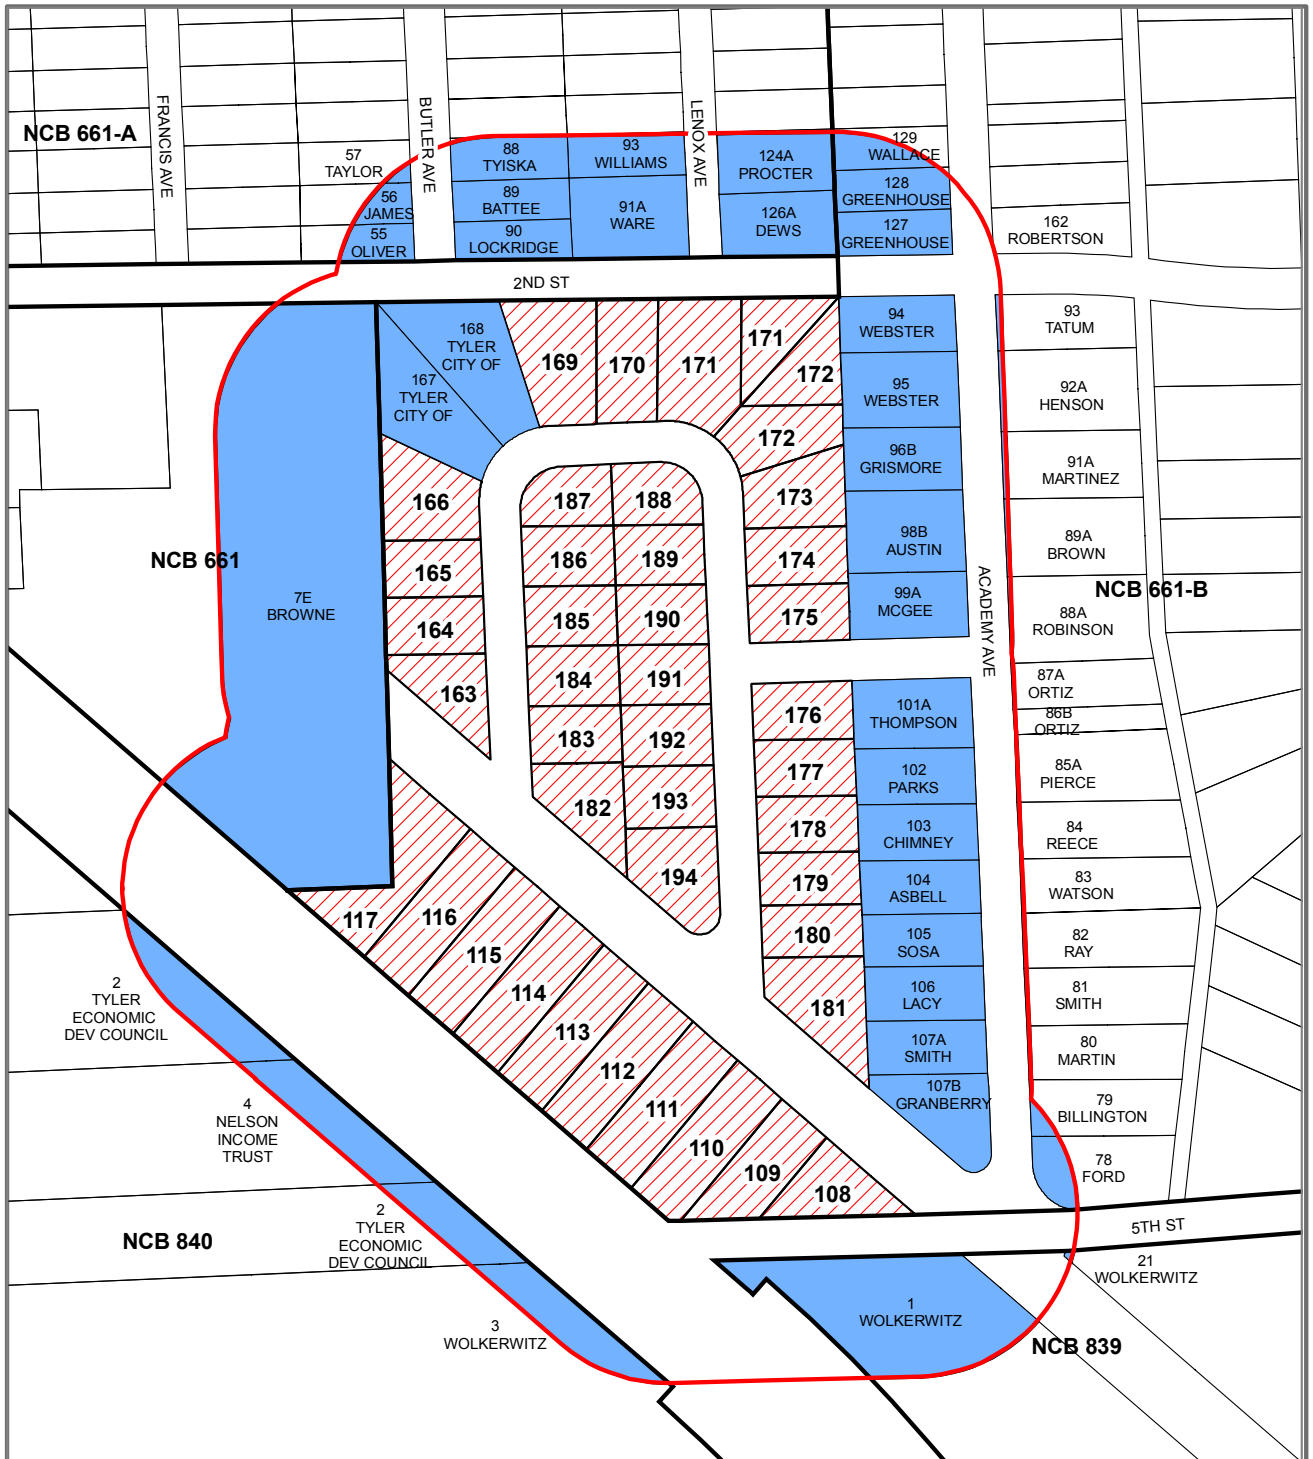 FRANCIS AVE
BUTLER AVE
LENOX AVE
NCB 661-A
57
TAYLOR
88
TYISKA
93
WILLIAMS
124A
PROCTER
129
WALLACE
56
JAMES
89
BATTEE
91A
WARE
128
GREENHOUSE
55
OLIVER
90
LOCKRIDGE
126A
DEWS
127
GREENHOUSE
162
ROBERTSON
2ND ST
168
TYLER
CITY OF
167
TYLER
CITY OF
169
170
171
171
172
172
94
WEBSTER
93
TATUM
95
WEBSTER
92A
HENSON
96B
GRISMORE
91A
MARTINEZ
166
187
188
173
98B
AUSTIN
89A
BROWN
NCB 661
165
186
189
174
99A
MCGEE
ACADEMY AVE
NCB 661-B
7E
BROWNE
164
185
190
175
88A
ROBINSON
163
184
191
176
101A
THOMPSON
87A
ORTIZ
86B
ORTIZ
183
192
177
102
PARKS
85A
PIERCE
182
193
178
103
CHIMNEY
84
REECE
194
179
104
ASBELL
83
WATSON
117
116
180
105
SOSA
82
RAY
115
114
181
106
LACY
81
SMITH
2
TYLER
ECONOMIC
DEV COUNCIL
113
112
107A
SMITH
80
MARTIN
4
NELSON
INCOME
TRUST
111
110
107B
GRANBERRY
79
BILLINGTON
109
108
78
FORD
NCB 840
2
TYLER
ECONOMIC
DEV COUNCIL
5TH ST
21
WOLKERWITZ
3
WOLKERWITZ
1
WOLKERWITZ
NCB 839